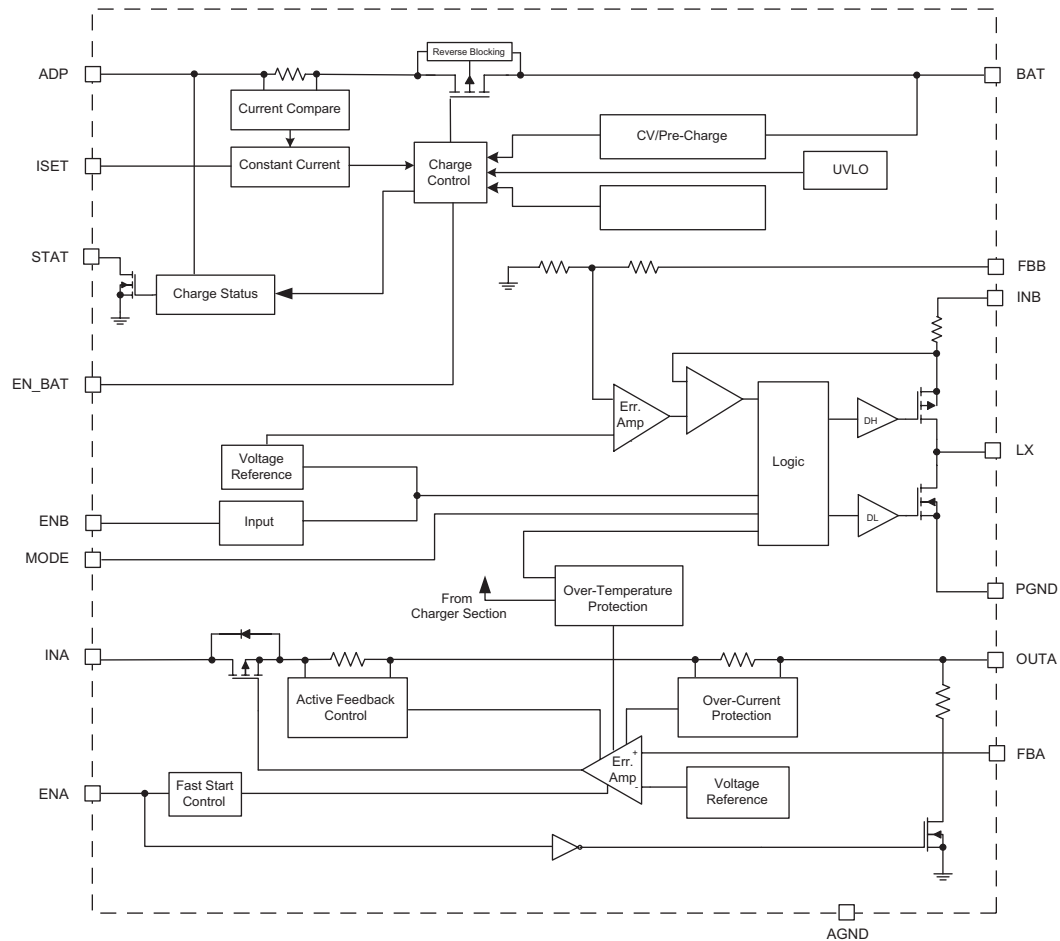 Reverse Blocking
ADP
BAT
Current Compare
CV/Pre-Charge
ISET
Constant Current
Charge
Control
UVLO
STAT
Charge Status
FBB
INB
EN_BAT
Err.
Amp
DH
Voltage
Reference
Logic
LX
ENB
Input
DL
MODE
From
Charger Section
Over-Temperature
Protection
PGND
INA
OUTA
Active Feedback
Control
Over-Current
Protection
+
Err.
Amp
-
FBA
Voltage
Reference
ENA
Fast Start
Control
AGND